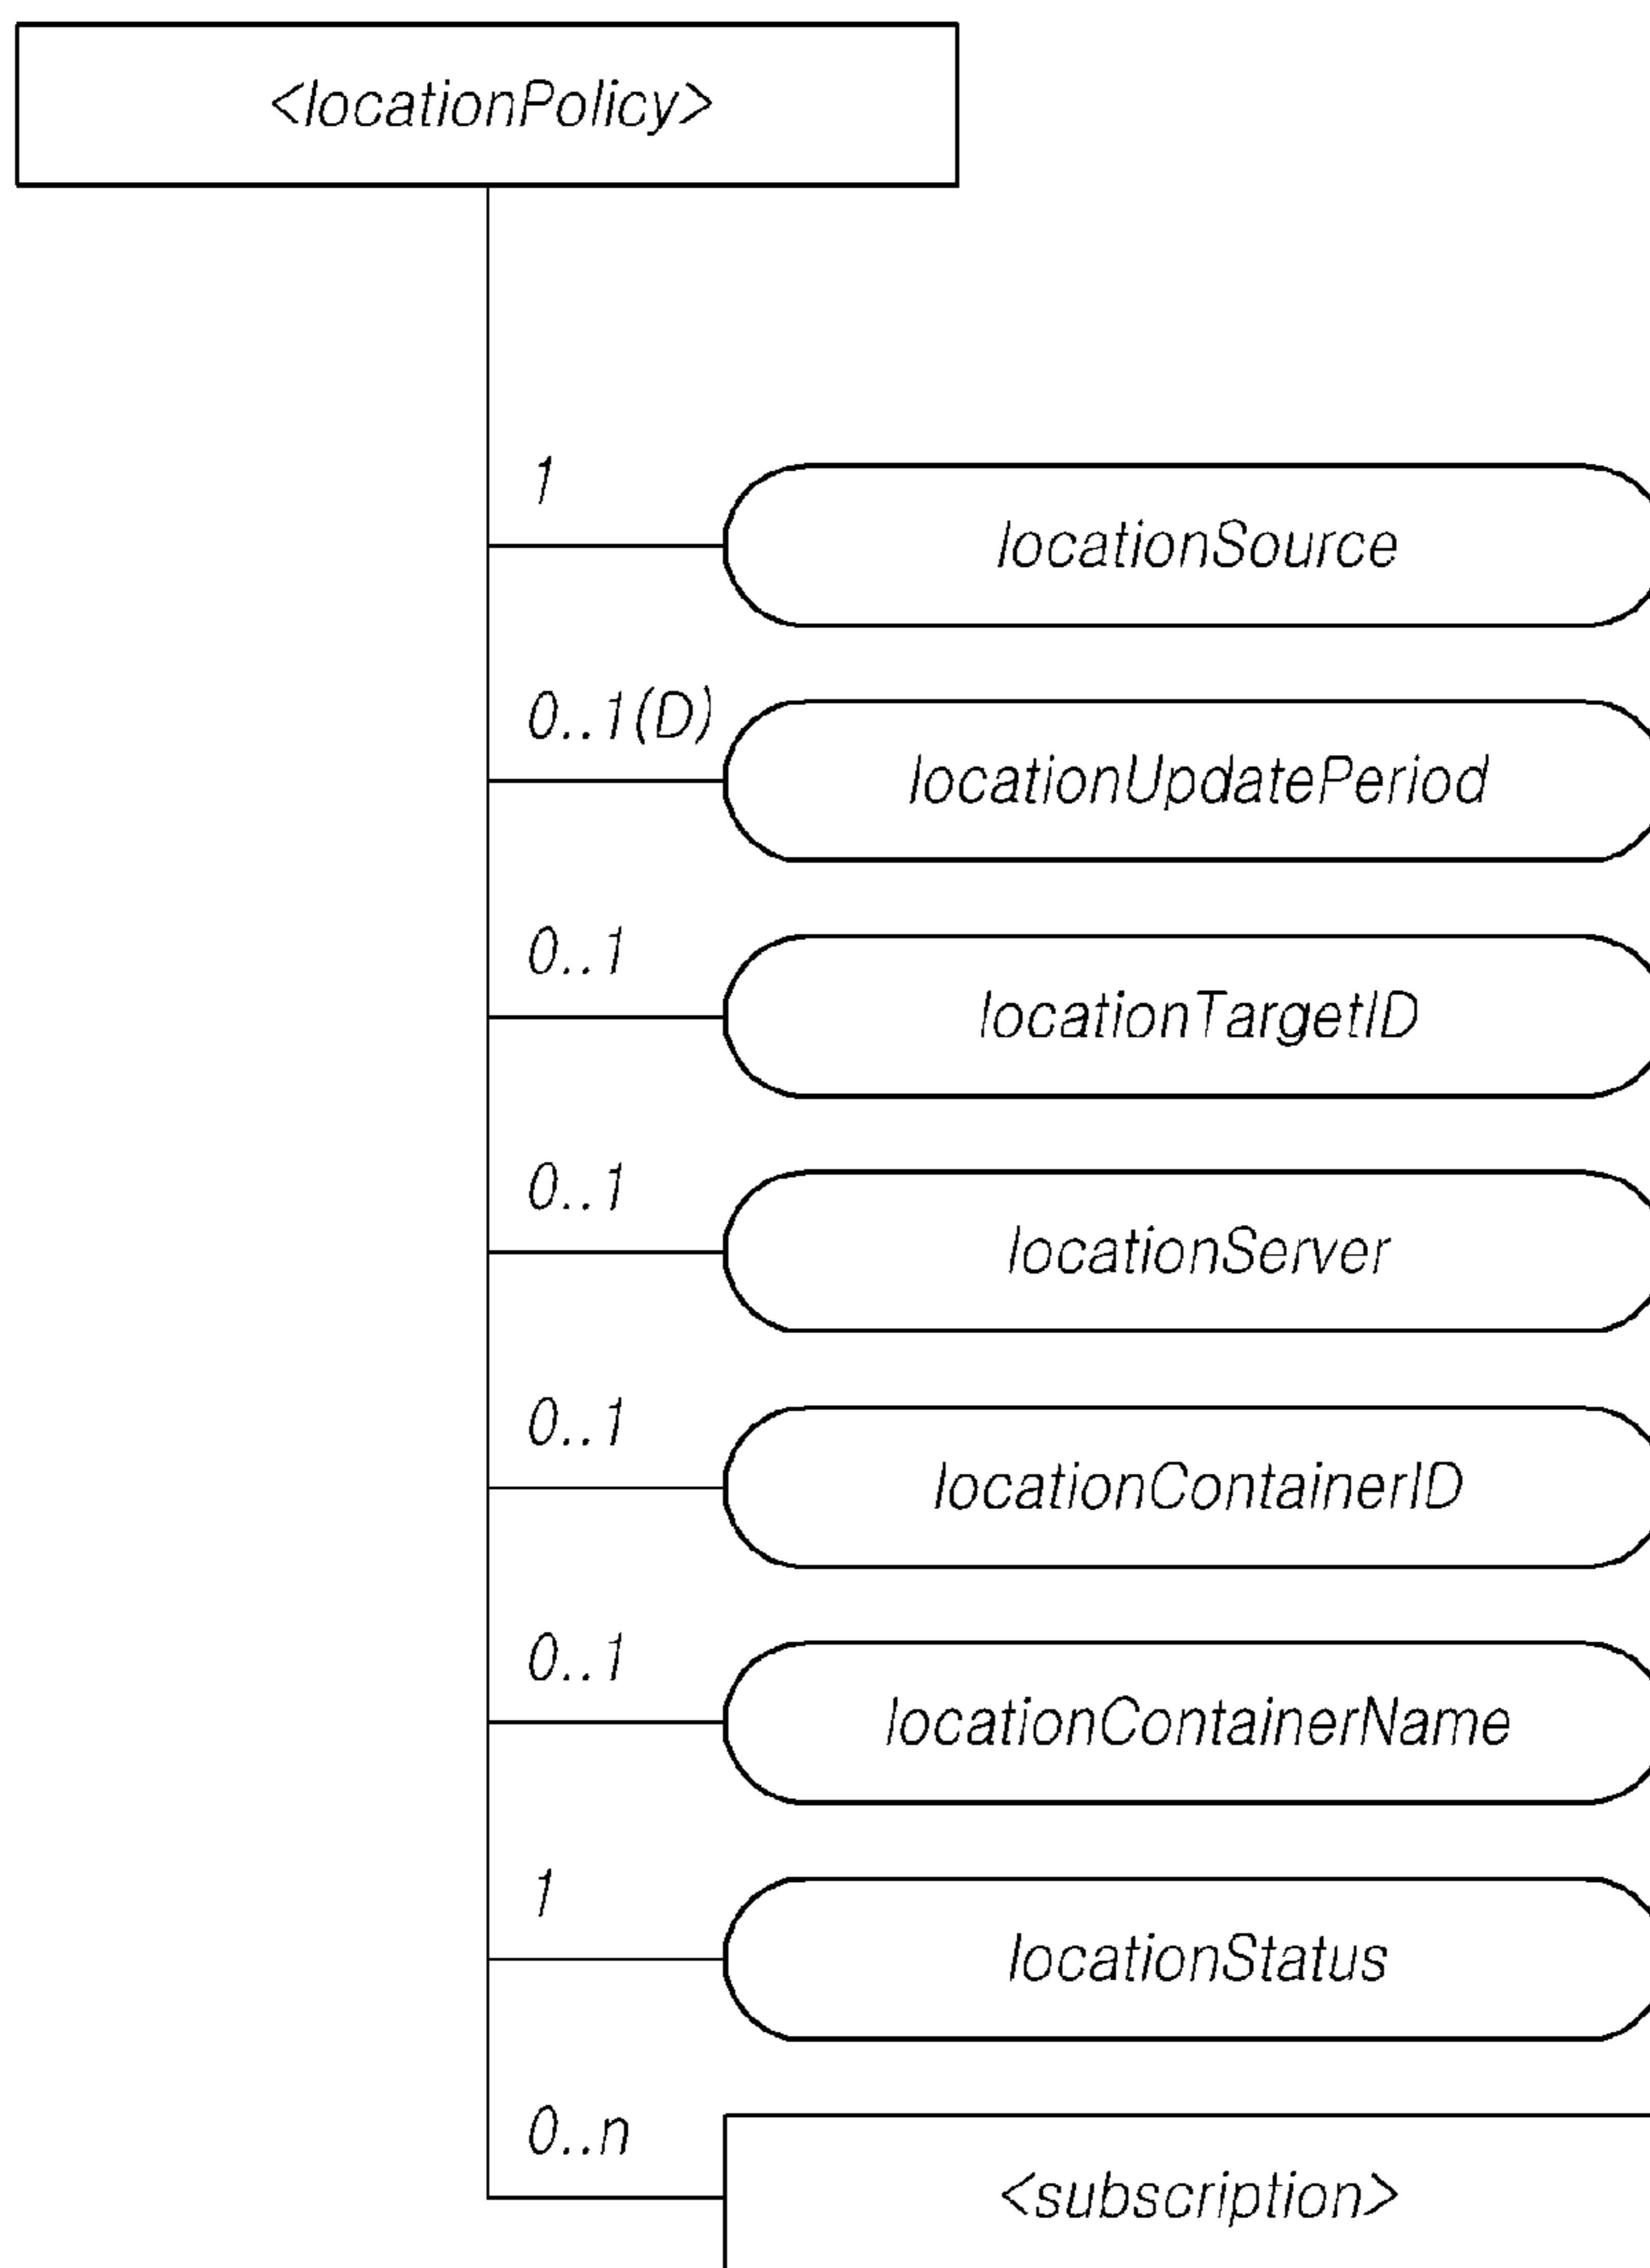 <locationPolicy>
1
locationSource
0..1(D)
locationUpdatePeriod
0..1
locationTargetID
0..1
locationServer
0..1
locationContainerID
0..1
locationContainerName
1
locationStatus
0..n
<subscription>